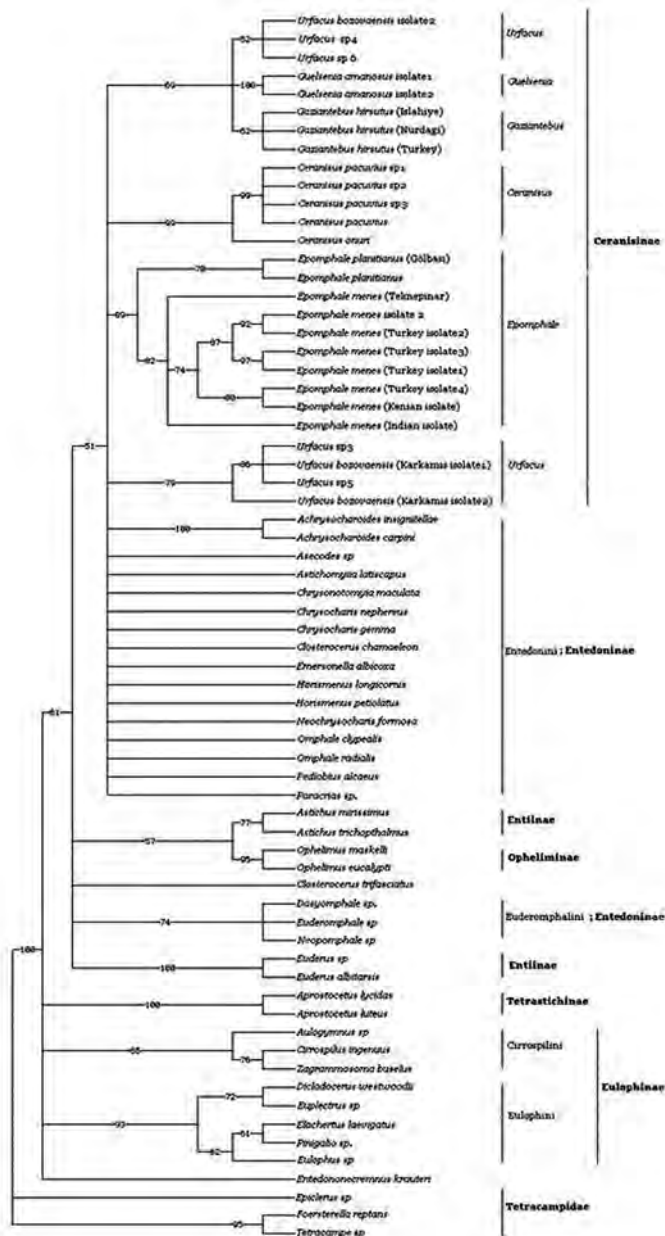 Urfacus bozovaensis isolate2
Urfacus sp4
Urfacus sp 6
Urfacus
Guelsenia amanosus isolate1
Guelsenia amanosus isolate2
Guelsenia
Gaziantebus hirsutus (Islahiye)
Gaziantebus hirsutus (Nurdagi)
Gaziantebus hirsutus (Turkey)
Gaziantebus
Ceranisus pacuvius sp1
Ceranisus pacuvius sp2
Ceranisus pacuvius sp3
Ceranisus pacuvius
Ceranisus onuri
Ceranisus
Ceranisinae
Epomphale planitianus (Golbasi)
Epomphale planitianus
Epomphale menes (Teknepinar)
Epomphale menes isolate 2
Epomphale menes (Turkey isolate2)
Epomphale menes (Turkey isolate3)
Epomphale menes (Turkey isolate1)
Epomphale menes (Turkey isolate4)
Epomphale menes (Kenian isolate)
Epomphale menes (Indian isolate)
Epomphale
Urfacus sp3
Urfacus bozovaensis (Karkamis isolate1)
Urfacus sp5
Urfacus bozovaensis (Karkamis isolate2)
Urfacus
Achrysocharoides insignitellae
Achrysocharoides carpini
Asecodes sp
Astichomyia latiscapus
Chrysonotomyia maculata
Chrysocharis nephereus
Chrysocharis gemma
Closterocerus chamaeleon
Emersonella albicoxa
Horismenus longicornis
Horismenus petiolatus
Neochrysocharis formosa
Omphale clypealis
Omphale radialis
Pediobius alcaeus
Paracrias sp.
Entedonini ; Entedoninae
Astichus mirissimus
Astichus trichopthalmus
Entiinae
Ophelimus maskelli
Ophelimus eucalypti
Opheliminae
Closterocerus trifasciatus
Dasyomphale sp.
Euderomphale sp
Neopomphale sp
Euderomphalini ; Entedoninae
Euderus sp
Euderus albitarsis
Entiinae
Aprostocetus lycidas
Aprostocetus luteus
Tetrastichinae
Aulogymnus sp
Cirrospilus ingenuus
Zagrammosoma buselus
Cirrospilini
Dicladocerus westwoodii
Euplectrus sp
Elachertus laevigatus
Pnigalio sp.
Eulophus sp
Eulophini
Eulophinae
Entedononecremnus krauteri
Epiclerus sp
Foersterella reptans
Tetracampe sp
Tetracampidae